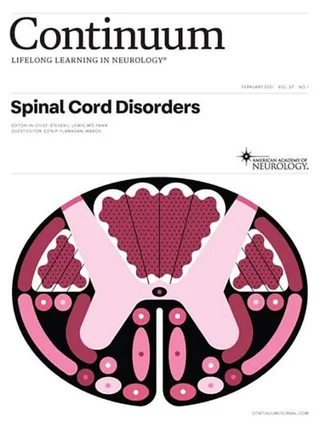 Continuum
LIFELONG LEARNING IN NEUROLOGY®
FEBRUARY 2021 VOL. 27 NO. 1
Spinal Cord Disorders
EDITOR-IN-CHIEF: STEVEN L. LEWIS, MD, FAAN
GUEST EDITOR: EOIN P. FLANAGAN, MBBCH
AMERICAN ACADEMY OF
NEUROLOGY.
CONTINUUMJOURNAL.COM